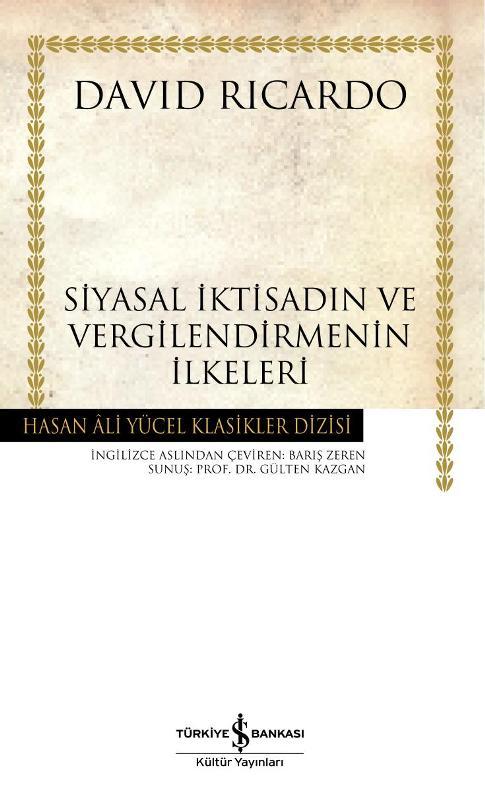 DAVID RICARDO
SİYASAL İKTİSADIN VE
VERGİLENDİRMENİN
İLKELERİ
HASAN ÂLİ YÜCEL KLASİKLER DİZİSİ
İNGİLİZCE ASLINDAN ÇEVİREN: BARIŞ ZEREN
SUNUŞ: PROF. DR. GÜLTEN KAZGAN
TÜRKİYE İŞ BANKASI
Kültür Yayınları